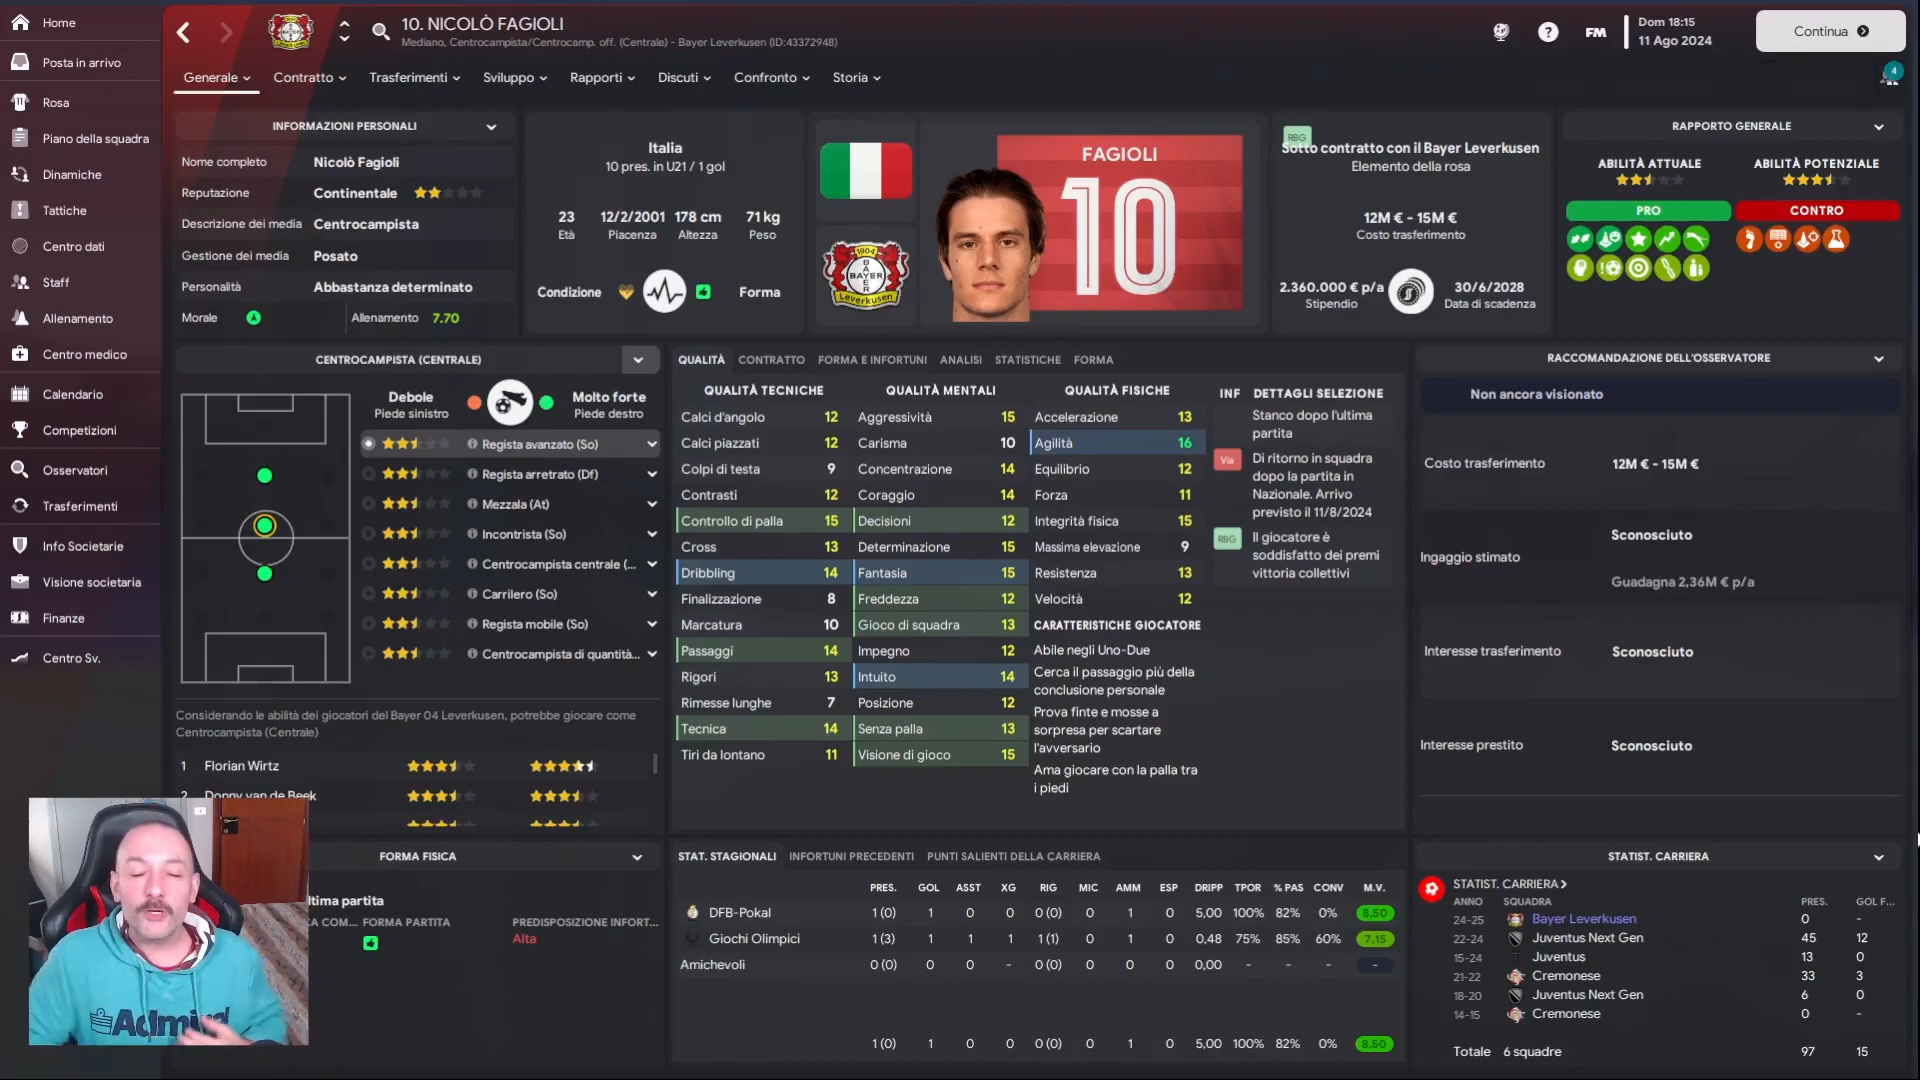 Home
Posta in arrivo
Rosa
Piano della squadra
Dinamiche
Tattiche
Centro dati
Staff
Allenamento
Centro medico
Calendario
Competizioni
Osservatori
Trasferimenti
Info Societarie
Visione societaria
Finanze
Centro Sv.
10. NICOLÒ FAGIOLI
Mediano, Centrocampista/Centrocamp. off. (Centrale) - Bayer Leverkusen (ID:43372948)
FM
Dom 18:15
11 Ago 2024
Continua
4
Generale
Contratto
Trasferimenti
Sviluppo
Rapporti
Discuti
Confronto
Storia
INFORMAZIONI PERSONALI
Nome completo Nicolò Fagioli
Reputazione Continentale
Descrizione dei media Centrocampista
Gestione dei media Posato
Personalità Abbastanza determinato
Morale
Allenamento 7.70
Italia
10 pres. in U21 / 1 gol
23 12/2/2001 178 cm 71 kg
Età Piacenza Altezza Peso
Condizione Forma
1904
BAYER
BAYER
Leverkusen
FAGIOLI
10
RBG
Sotto contratto con il Bayer Leverkusen
Elemento della rosa
12M € - 15M €
Costo trasferimento
2.360.000 € p/a 30/6/2028
Stipendio Data di scadenza
RAPPORTO GENERALE
ABILITÀ ATTUALE ABILITÀ POTENZIALE
PRO CONTRO
CENTROCAMPISTA (CENTRALE)
Debole Molto forte
Piede sinistro Piede destro
Regista avanzato (So)
Regista arretrato (Df)
Mezzala (At)
Incontrista (So)
Centrocampista centrale (...
Carrilero (So)
Regista mobile (So)
Centrocampista di quantità...
Considerando le abilità dei giocatori del Bayer 04 Leverkusen, potrebbe giocare come
Centrocampista (Centrale)
1 Florian Wirtz
2 Donny van de Beek
QUALITÀ CONTRATTO FORMA E INFORTUNI ANALISI STATISTICHE FORMA
QUALITÀ TECNICHE
Calci d'angolo 12
Calci piazzati 12
Colpi di testa 9
Contrasti 12
Controllo di palla 15
Cross 13
Dribbling 14
Finalizzazione 8
Marcatura 10
Passaggi 14
Rigori 13
Rimesse lunghe 7
Tecnica 14
Tiri da lontano 11
QUALITÀ MENTALI
Aggressività 15
Carisma 10
Concentrazione 14
Coraggio 14
Decisioni 12
Determinazione 15
Fantasia 15
Freddezza 12
Gioco di squadra 13
Impegno 12
Intuito 14
Posizione 12
Senza palla 13
Visione di gioco 15
QUALITÀ FISICHE
Accelerazione 13
Agilità 16
Equilibrio 12
Forza 11
Integrità fisica 15
Massima elevazione 9
Resistenza 13
Velocità 12
CARATTERISTICHE GIOCATORE
Abile negli Uno-Due
Cerca il passaggio più della
conclusione personale
Prova finte e mosse a
sorpresa per scartare
l'avversario
Ama giocare con la palla tra
i piedi
INF DETTAGLI SELEZIONE
Stanco dopo l'ultima
partita
Via
Di ritorno in squadra
dopo la partita in
Nazionale. Arrivo
previsto il 11/8/2024
RBG
Il giocatore è
soddisfatto dei premi
vittoria collettivi
RACCOMANDAZIONE DELL'OSSERVATORE
Non ancora visionato
Costo trasferimento 12M € - 15M €
Ingaggio stimato
Sconosciuto
Guadagna 2,36M € p/a
Interesse trasferimento Sconosciuto
Interesse prestito Sconosciuto
FORMA FISICA
ltima partita
CA COM... FORMA PARTITA
PREDISPOSIZIONE INFORT...
Alta
STAT. STAGIONALI INFORTUNI PRECEDENTI PUNTI SALIENTI DELLA CARRIERA
PRES. GOL ASST XG RIG MIC AMM ESP DRIPP TPOR % PAS CONV M.V.
DFB-Pokal 1 (0) 1 0 0 0 (0) 0 1 0 5,00 100% 82% 0% 8,50
Giochi Olimpici 1 (3) 1 1 1 1 (1) 0 1 0 0,48 75% 85% 60% 7,15
Amichevoli 0 (0) 0 0 - 0 (0) 0 0 0 0,00 - - - -
1 (0) 1 0 0 0 (0) 0 1 0 5,00 100% 82% 0% 8,50
STATIST. CARRIERA
STATIST. CARRIERA
ANNO SQUADRA PRES. GOL F...
24-25 Bayer Leverkusen 0 -
22-24 Juventus Next Gen 45 12
15-24 Juventus 13 0
21-22 Cremonese 33 3
18-20 Juventus Next Gen 6 0
14-15 Cremonese 0 -
Totale 6 squadre 97 15